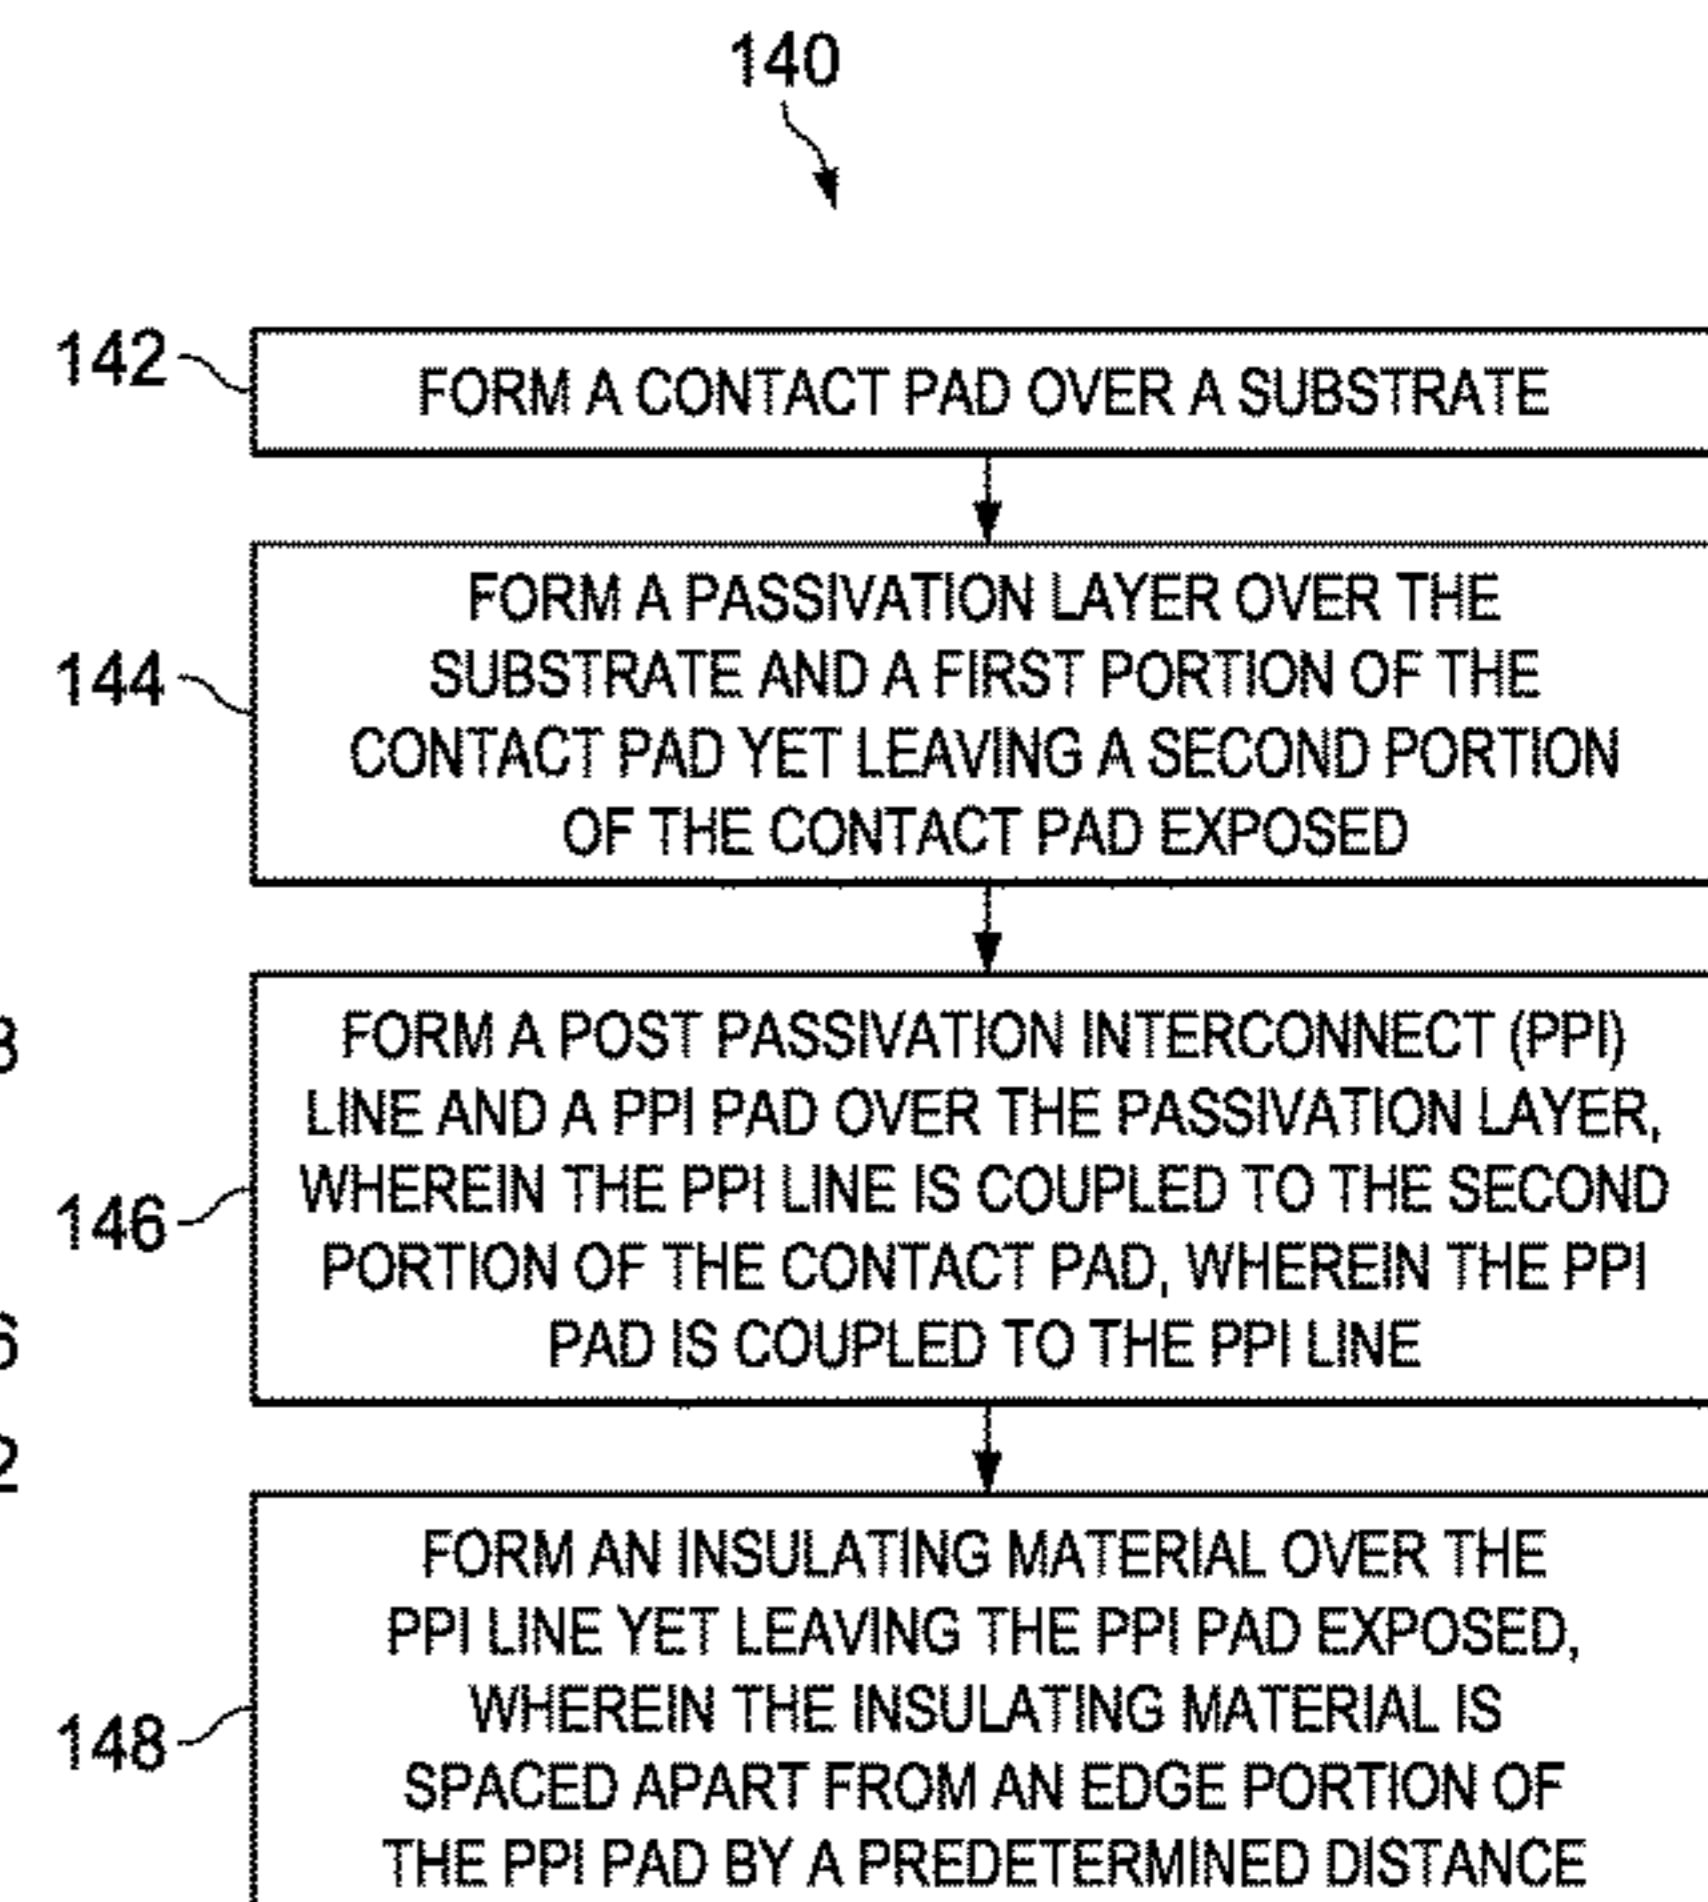 140
142
FORM A CONTACT PAD OVER A SUBSTRATE
144
FORM A PASSIVATION LAYER OVER THE
SUBSTRATE AND A FIRST PORTION OF THE
CONTACT PAD YET LEAVING A SECOND PORTION
OF THE CONTACT PAD EXPOSED
146
FORM A POST PASSIVATION INTERCONNECT (PPI)
LINE AND A PPI PAD OVER THE PASSIVATION LAYER,
WHEREIN THE PPI LINE IS COUPLED TO THE SECOND
PORTION OF THE CONTACT PAD, WHEREIN THE PPI
PAD IS COUPLED TO THE PPI LINE
148
FORM AN INSULATING MATERIAL OVER THE
PPI LINE YET LEAVING THE PPI PAD EXPOSED,
WHEREIN THE INSULATING MATERIAL IS
SPACED APART FROM AN EDGE PORTION OF
THE PPI PAD BY A PREDETERMINED DISTANCE